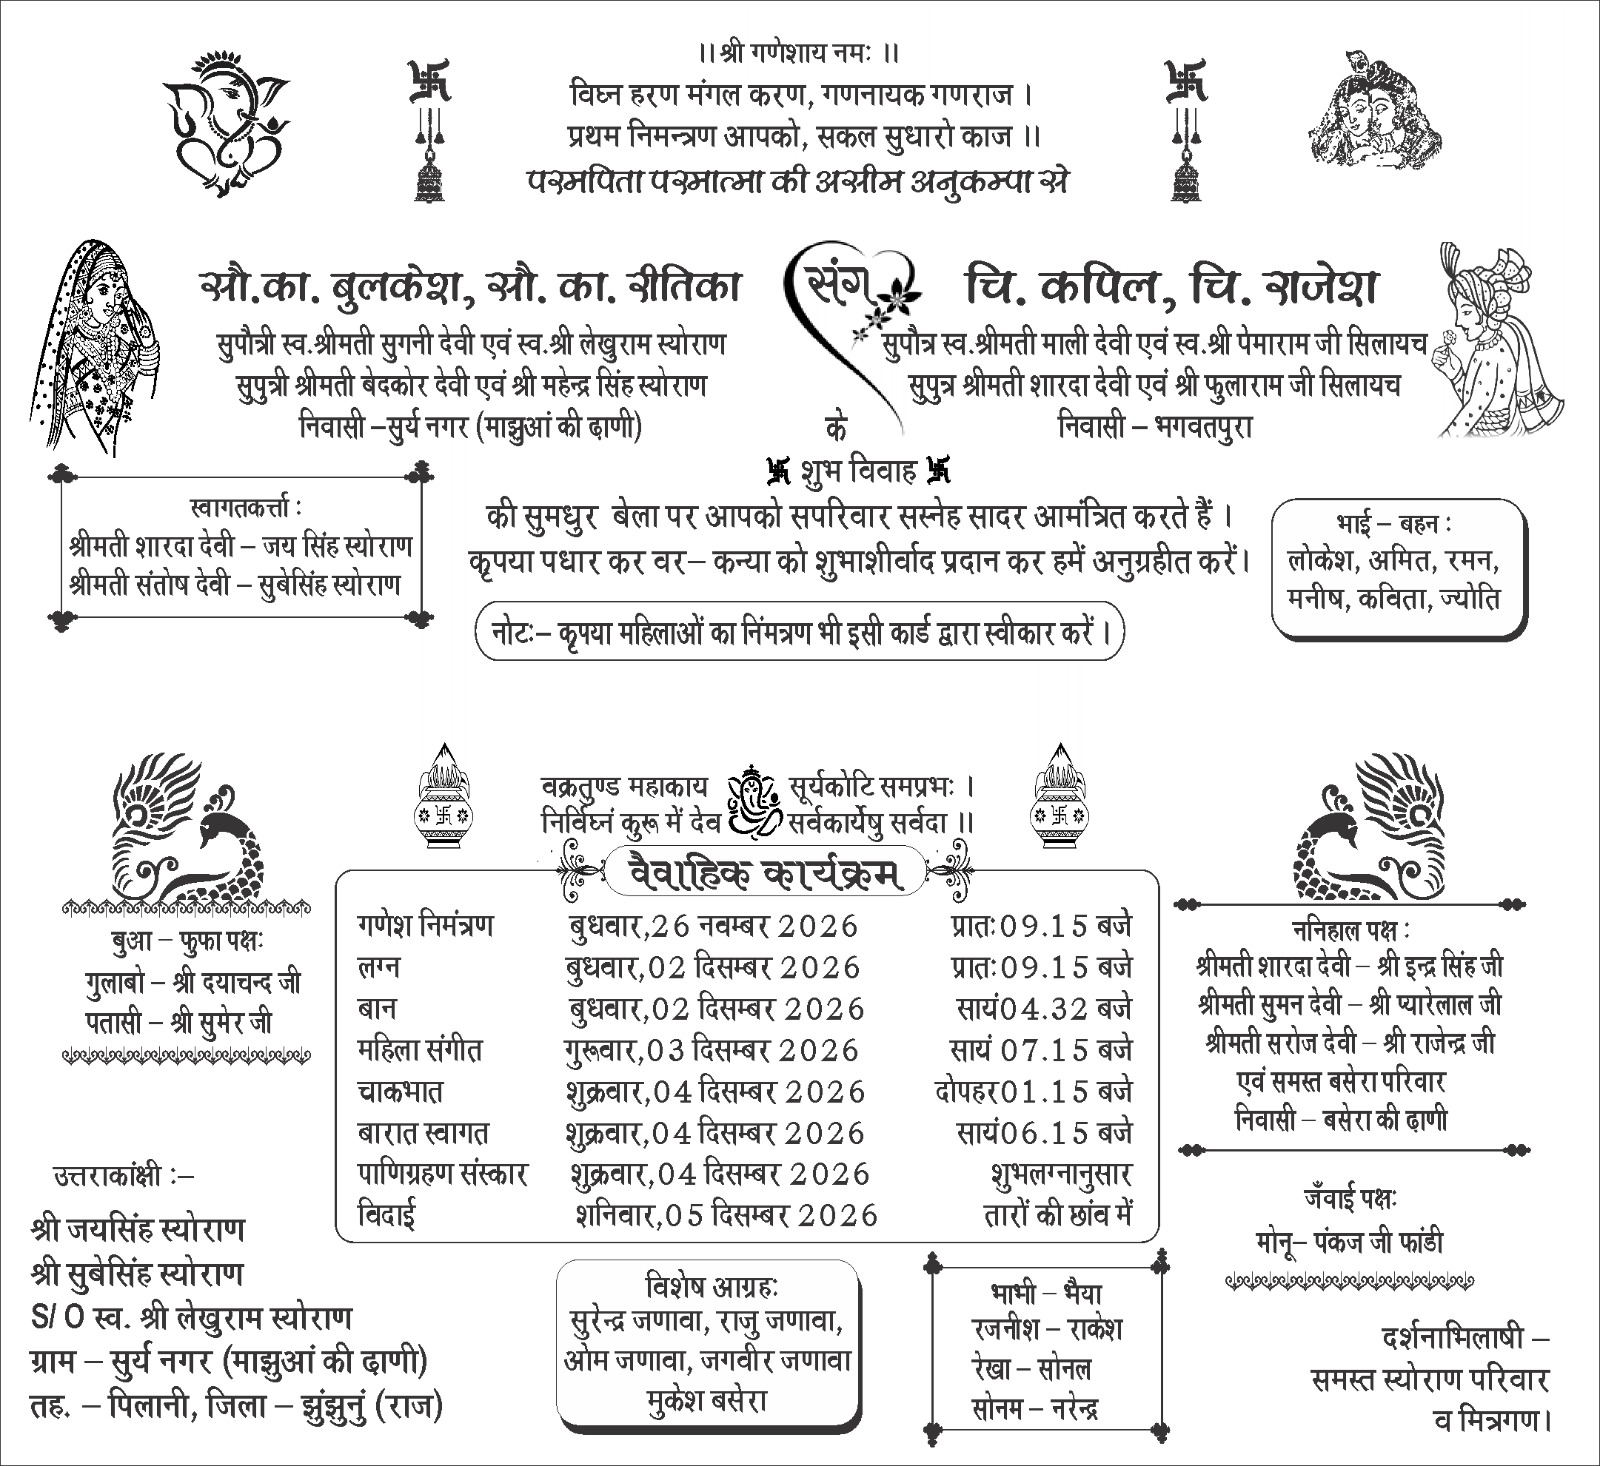 ।। श्री गणेशाय नमः ।।
विघ्न हरण मंगल करण, गणनायक गणराज ।
प्रथम निमन्त्रण आपको, सकल सुधारो काज ।।
परमपिता परमात्मा की असीम अनुकम्पा से
सौ.का. बुलकेश, सौ. का. रीतिका
सुपौत्री स्व.श्रीमती सुगनी देवी एवं स्व.श्री लेखुराम स्योराण
सुपुत्री श्रीमती बेदकोर देवी एवं श्री महेन्द्र सिंह स्योराण
निवासी –सुर्य नगर (माझुआं की ढ़ाणी)
संग
चि. कपिल, चि. राजेश
सुपौत्र स्व.श्रीमती माली देवी एवं स्व.श्री पेमाराम जी सिलायच
सुपुत्र श्रीमती शारदा देवी एवं श्री फुलाराम जी सिलायच
निवासी – भगवतपुरा
के
卐 शुभ विवाह 卐
की सुमधुर बेला पर आपको सपरिवार सस्नेह सादर आमंत्रित करते हैं ।
कृपया पधार कर वर– कन्या को शुभाशीर्वाद प्रदान कर हमें अनुग्रहीत करें।
नोटः– कृपया महिलाओं का निंमत्रण भी इसी कार्ड द्वारा स्वीकार करें ।
स्वागतकर्त्ता :
श्रीमती शारदा देवी – जय सिंह स्योराण
श्रीमती संतोष देवी – सुबेसिंह स्योराण
भाई – बहन :
लोकेश, अमित, रमन,
मनीष, कविता, ज्योति
वक्रतुण्ड महाकाय सूर्यकोटि समप्रभः ।
निर्विघ्नं कुरू में देव सर्वकार्येषु सर्वदा ।।
वैवाहिक कार्यक्रम
गणेश निमंत्रण बुधवार,26 नवम्बर 2026 प्रातः09.15 बजे
लग्न बुधवार,02 दिसम्बर 2026 प्रातः09.15 बजे
बान बुधवार,02 दिसम्बर 2026 सायं04.32 बजे
महिला संगीत गुरूवार,03 दिसम्बर 2026 सायं 07.15 बजे
चाकभात शुक्रवार,04 दिसम्बर 2026 दोपहर01.15 बजे
बारात स्वागत शुक्रवार,04 दिसम्बर 2026 सायं06.15 बजे
पाणिग्रहण संस्कार शुक्रवार,04 दिसम्बर 2026 शुभलग्नानुसार
विदाई शनिवार,05 दिसम्बर 2026 तारों की छांव में
बुआ – फुफा पक्षः
गुलाबो – श्री दयाचन्द जी
पतासी – श्री सुमेर जी
ननिहाल पक्ष :
श्रीमती शारदा देवी – श्री इन्द्र सिंह जी
श्रीमती सुमन देवी – श्री प्यारेलाल जी
श्रीमती सरोज देवी – श्री राजेन्द्र जी
एवं समस्त बसेरा परिवार
निवासी – बसेरा की ढ़ाणी
उत्तराकांक्षी :–
श्री जयसिंह स्योराण
श्री सुबेसिंह स्योराण
S/ O स्व. श्री लेखुराम स्योराण
ग्राम – सुर्य नगर (माझुआं की ढ़ाणी)
तह. – पिलानी, जिला – झुंझुनुं (राज)
विशेष आग्रहः
सुरेन्द्र जणावा, राजु जणावा,
ओम जणावा, जगवीर जणावा
मुकेश बसेरा
भाभी – भैया
रजनीश – राकेश
रेखा – सोनल
सोनम – नरेन्द्र
जँवाई पक्षः
मोनू– पंकज जी फांडी
दर्शनाभिलाषी –
समस्त स्योराण परिवार
व मित्रगण।